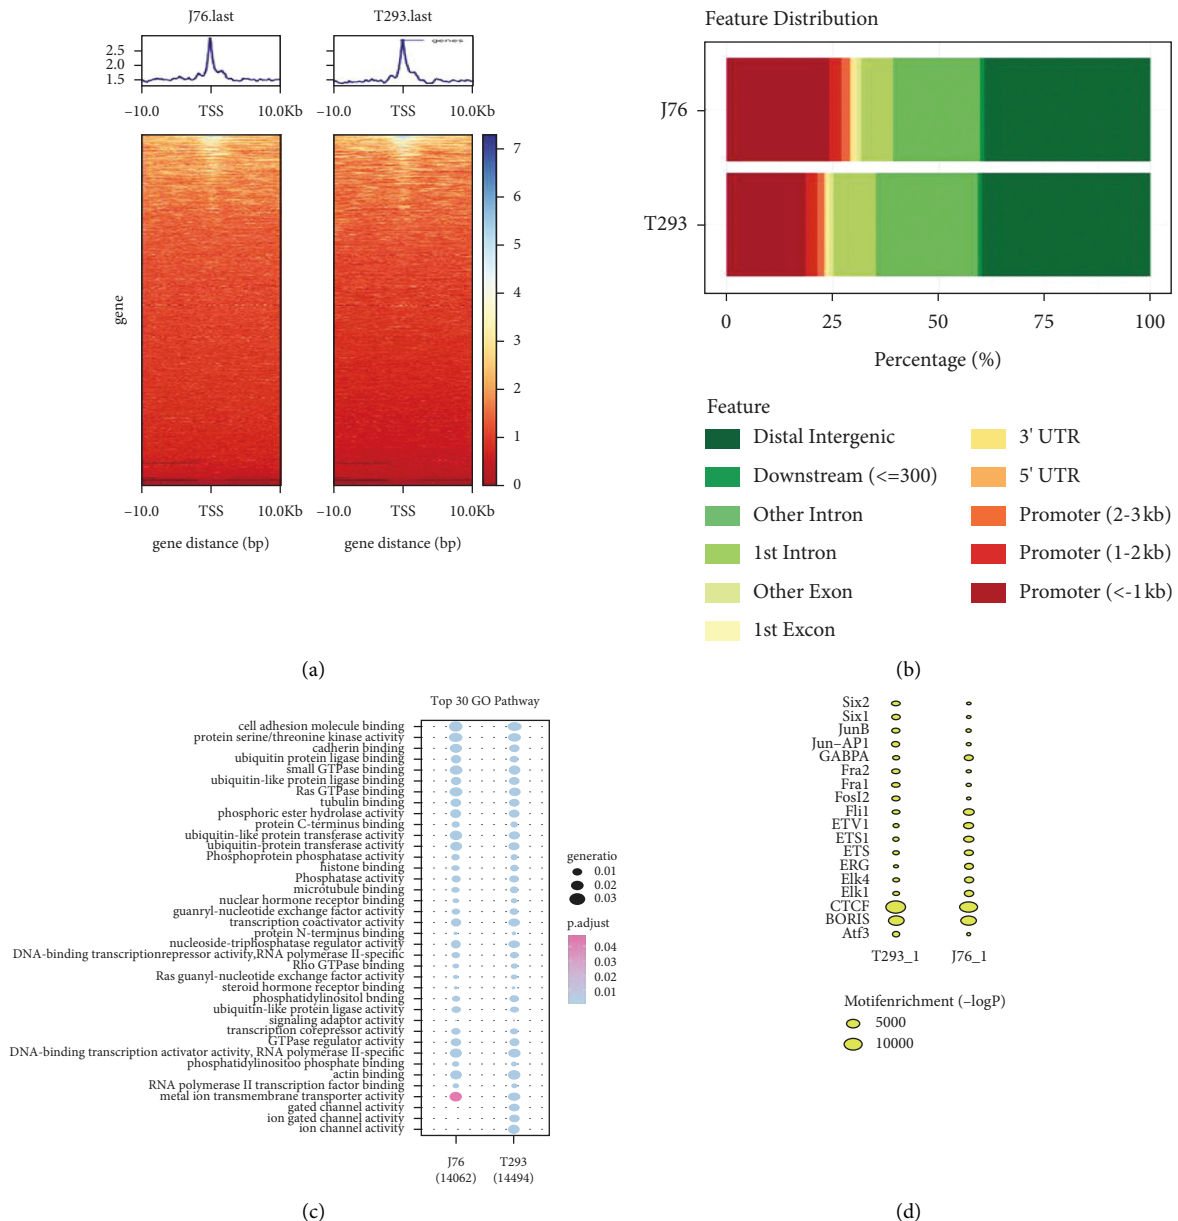 J76.last
T293.last
2.5
2.0
1.5
genes
−10.0 TSS 10.0Kb
−10.0 TSS 10.0Kb
gene
7
6
5
4
3
2
1
0
−10.0 TSS 10.0Kb
−10.0 TSS 10.0Kb
gene distance (bp)
gene distance (bp)
(a)
Feature Distribution
J76
T293
0 25 50 75 100
Percentage (%)
Feature
Distal Intergenic
Downstream (<=300)
Other Intron
1st Intron
Other Exon
1st Excon
3' UTR
5' UTR
Promoter (2-3kb)
Promoter (1-2kb)
Promoter (<-1kb)
(b)
Top 30 GO Pathway
cell adhesion molecule binding
protein serine/threonine kinase activity
cadherin binding
ubiquitin protein ligase binding
small GTPase binding
ubiquitin-like protein ligase binding
Ras GTPase binding
tubulin binding
phosphoric ester hydrolase activity
protein C-terminus binding
ubiquitin-like protein transferase activity
ubiquitin-protein transferase activity
Phosphoprotein phosphatase activity
histone binding
Phosphatase activity
microtubule binding
nuclear hormone receptor binding
guanryl-nucleotide exchange factor activity
transcription coactivator activity
protein N-terminus binding
nucleoside-triphosphatase regulator activity
DNA-binding transcriptionrepressor activity,RNA polymerase II-specific
Rho GTPase binding
Ras guanyl-nucleotide exchange factor activity
steroid hormone receptor binding
phosphatidylinositol bnding
ubiquitin-like protein ligase activity
signaling adaptor activity
transcription corepressor activity
GTPase regulator activity
DNA-binding transcription activator activity, RNA polymerase II-specific
phosphatidylinositoo phosphate binding
actin binding
RNA polymerase II transcription factor binding
metal ion transmembrane transporter activity
gated channel activity
ion gated channel activity
ion channel activity
J76
(14062)
T293
(14494)
generatio
0.01
0.02
0.03
p.adjust
0.04
0.03
0.02
0.01
(c)
Six2
Six1
JunB
Jun−AP1
GABPA
Fra2
Fra1
FosI2
Fli1
ETV1
ETS1
ETS
ERG
Elk4
Elk1
CTCF
BORIS
Atf3
T293_1 J76_1
Motifenrichment (−logP)
5000
10000
(d)